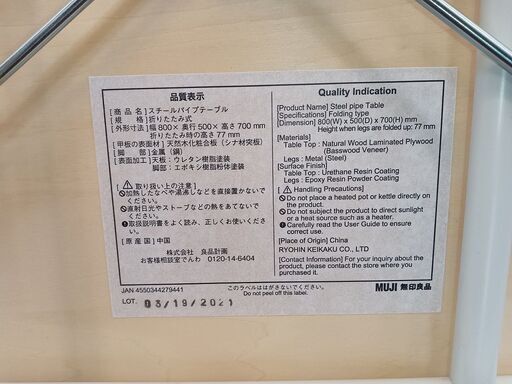 品質表示
[ 商 品 名 ] スチールパイプテーブル
[ 規　　格 ] 折りたたみ式
[ 外形寸法 ] 幅800× 奥行500× 高さ700 mm
折りたたみ時の高さ 77 mm
[ 甲板の表面材] 天然木化粧合板（シナ材突板）
[ 脚　　部 ] 金属（鋼）
[ 表面加工 ] 天板：ウレタン樹脂塗装
脚部：エポキシ樹脂粉体塗装
[ 取り扱い上の注意 ]
加熱したなべや湯沸しなどを直接置かないでください。
直射日光やストーブなどの熱をあてないでください。
取扱説明書をよく読み、正しくお使いください。
[ 原 産 国 ] 中国
株式会社　良品計画
お客様相談室でんわ　0120-14-6404
Quality Indication
[Product Name] Steel pipe Table
[Specifications] Folding type
[Dimension] 800(W) x 500(D) x 700(H) mm
Height when legs are folded up: 77 mm
[Materials]
Table Top : Natural Wood Laminated Plywood
(Basswood Veneer)
Legs : Metal (Steel)
[Surface Finish]
Table Top : Urethane Resin Coating
Legs : Epoxy Resin Powder Coating
[ Handling Precautions]
Do not place a heated pot or kettle directly on
the product.
Do not subject the product to direct sunlight
or a heat source such as a heater.
Carefully read the User Guide to ensure
correct use.
[Place of Origin] China
RYOHIN KEIKAKU CO., LTD
[Contact Information] For your inquiry about the
product, please contact the store where you
purchased it.
JAN 4550344279441
LOT. 03/19/2021
このラベルははがさないでください。
Do not peel off this label.
MUJI 無印良品